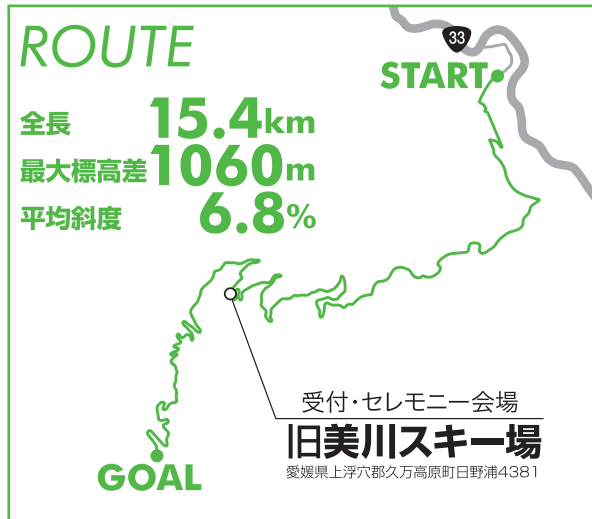 ROUTE
33
START
全長 15.4km
最大標高差 1060m
平均斜度 6.8%
受付・セレモニー会場
旧美川スキー場
愛媛県上浮穴郡久万高原町日野浦4381
GOAL